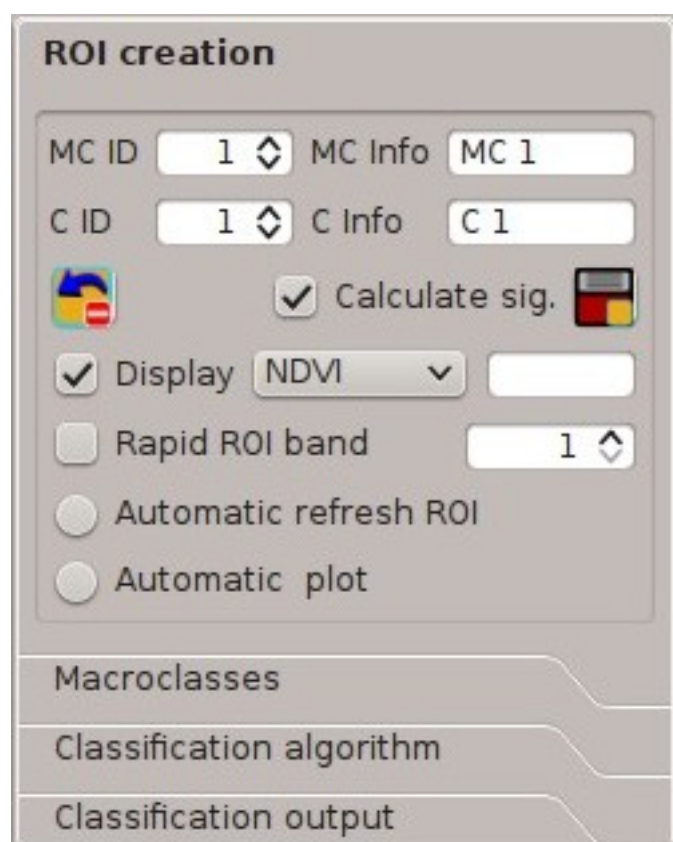 ROI creation
MC ID 1 MC Info MC 1
C ID 1 C Info C 1
Calculate sig.
Display NDVI
Rapid ROI band 1
Automatic refresh ROI
Automatic plot
Macroclasses
Classification algorithm
Classification output